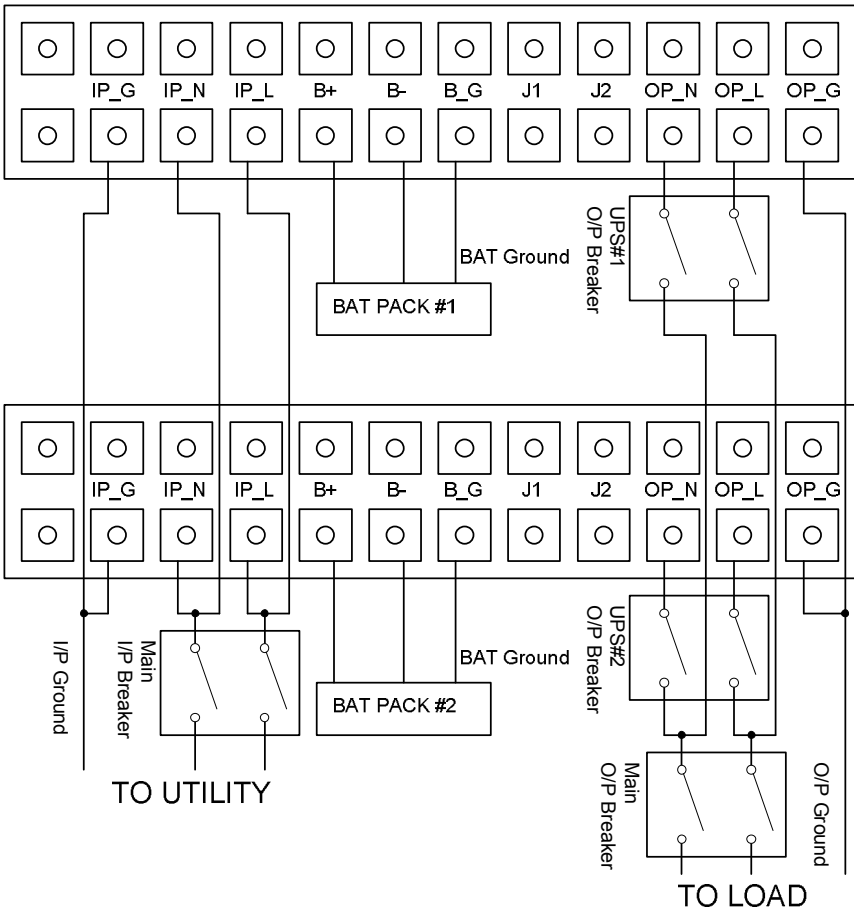 IP_G IP_N IP_L B+ B- B_G J1 J2 OP_N OP_L OP_G
UPS#1
O/P Breaker
BAT Ground
BAT PACK #1
IP_G IP_N IP_L B+ B- B_G J1 J2 OP_N OP_L OP_G
I/P Ground
Main
I/P Breaker
BAT Ground
BAT PACK #2
UPS#2
O/P Breaker
TO UTILITY
Main
O/P Breaker
O/P Ground
TO LOAD